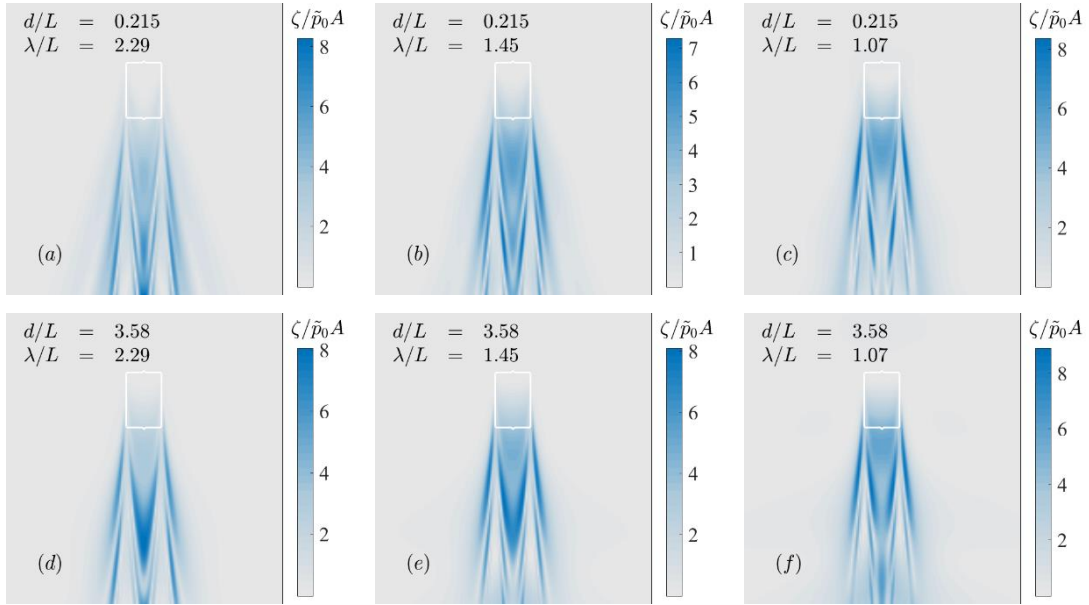 d/L = 0.215
λ/L = 2.29
ζ/p̃₀A
8
6
4
2
(a)
d/L = 0.215
λ/L = 1.45
ζ/p̃₀A
7
6
5
4
3
2
1
(b)
d/L = 0.215
λ/L = 1.07
ζ/p̃₀A
8
6
4
2
(c)
d/L = 3.58
λ/L = 2.29
ζ/p̃₀A
8
6
4
2
(d)
d/L = 3.58
λ/L = 1.45
ζ/p̃₀A
8
6
4
2
(e)
d/L = 3.58
λ/L = 1.07
ζ/p̃₀A
8
6
4
2
(f)